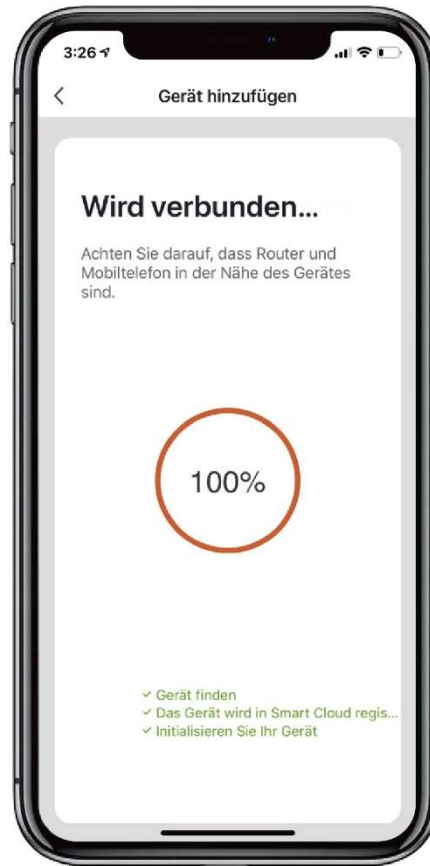 3:26
Gerät hinzufügen
Wird verbunden...
Achten Sie darauf, dass Router und
Mobiltelefon in der Nähe des Gerätes
sind.
100%
✓ Gerät finden
✓ Das Gerät wird in Smart Cloud regis...
✓ Initialisieren Sie Ihr Gerät